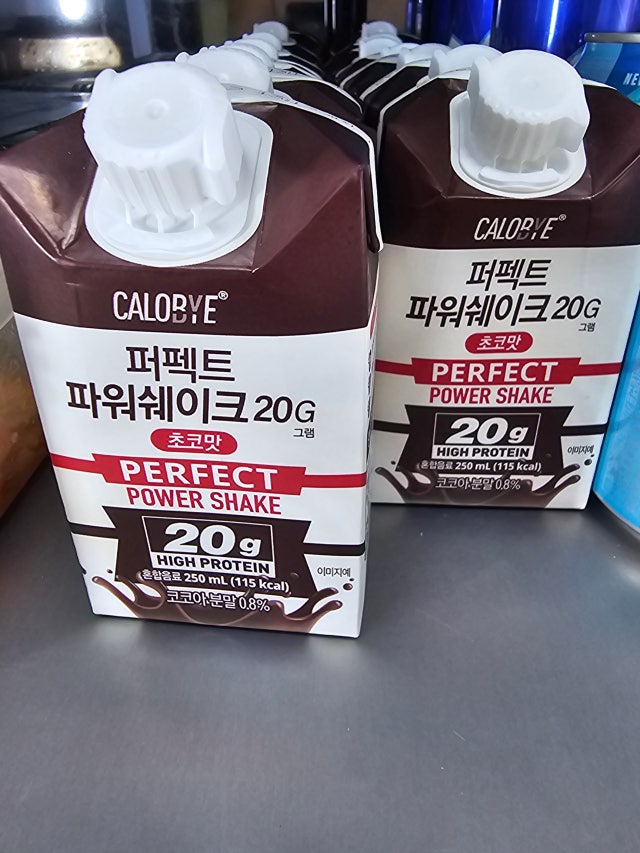 CALOBYE®
퍼펙트
파워쉐이크 20G
그램
초코맛
PERFECT
POWER SHAKE
20g
HIGH PROTEIN
혼합음료 250 mL (115 kcal)
이미지예
코코아분말 0.8%
CALOBYE®
퍼펙트
파워쉐이크 20G
그램
초코맛
PERFECT
POWER SHAKE
20g
HIGH PROTEIN
이미지예
혼합음료 250 mL (115 kcal)
코코아분말 0.8%